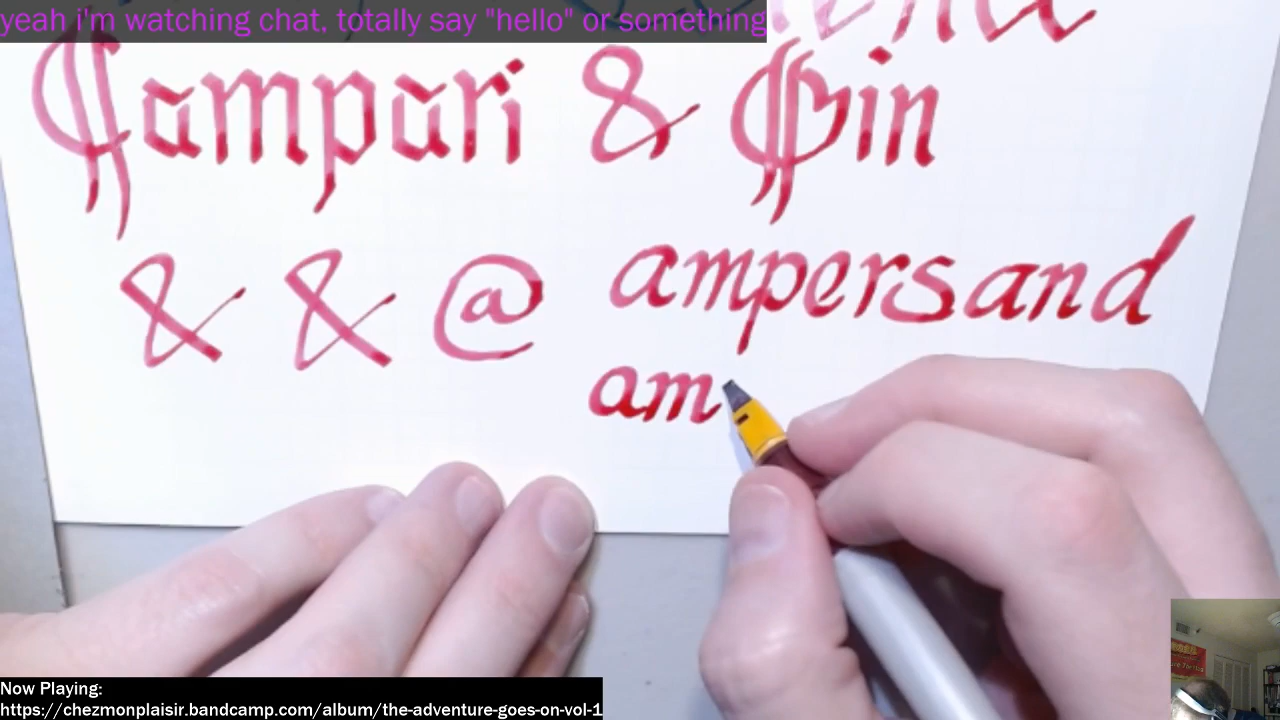 yeah i'm watching chat, totally say "hello" or something
Campari & Gin
& & @ ampersand
am
Now Playing:
https://chezmonplaisir.bandcamp.com/album/the-adventure-goes-on-vol-1